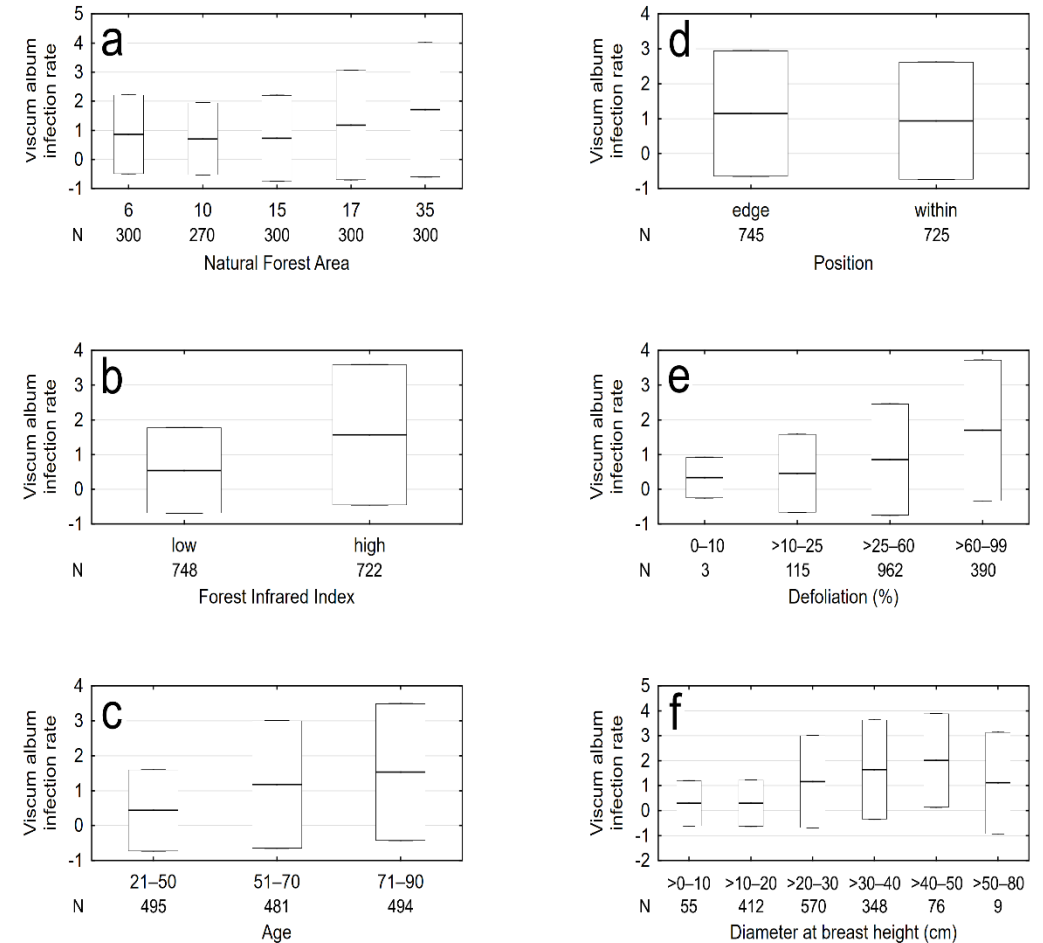 a
Viscum album
infection rate
5
4
3
2
1
0
-1
6 10 15 17 35
N 300 270 300 300 300
Natural Forest Area
d
Viscum album
infection rate
4
3
2
1
0
-1
edge within
N 745 725
Position
b
Viscum album
infection rate
4
3
2
1
0
-1
low high
N 748 722
Forest Infrared Index
e
Viscum album
infection rate
4
3
2
1
0
-1
0–10 >10–25 >25–60 >60–99
N 3 115 962 390
Defoliation (%)
c
Viscum album
infection rate
4
3
2
1
0
-1
21–50 51–70 71–90
N 495 481 494
Age
f
Viscum album
infection rate
5
4
3
2
1
0
-1
-2
>0–10 >10–20 >20–30 >30–40 >40–50 >50–80
N 55 412 570 348 76 9
Diameter at breast height (cm)